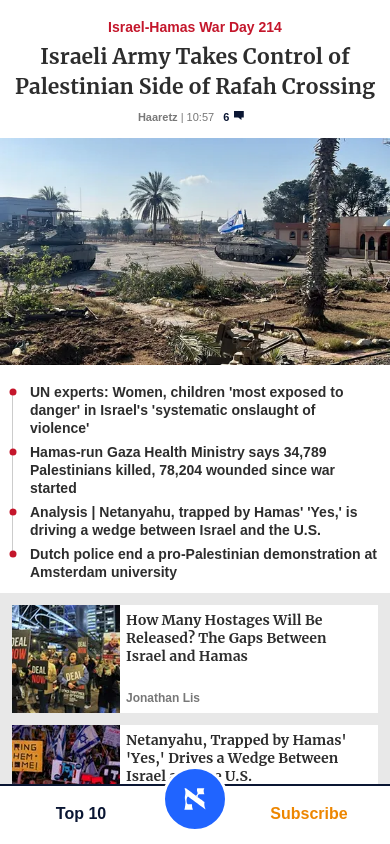 Israel-Hamas War Day 214
Israeli Army Takes Control of
Palestinian Side of Rafah Crossing
Haaretz | 10:57 6
UN experts: Women, children 'most exposed to
danger' in Israel's 'systematic onslaught of
violence'
Hamas-run Gaza Health Ministry says 34,789
Palestinians killed, 78,204 wounded since war
started
Analysis | Netanyahu, trapped by Hamas' 'Yes,' is
driving a wedge between Israel and the U.S.
Dutch police end a pro-Palestinian demonstration at
Amsterdam university
DEAL
NOW
DEAL
NOW
DEAL
How Many Hostages Will Be
Released? The Gaps Between
Israel and Hamas
Jonathan Lis
RING
HEM
ME!
Netanyahu, Trapped by Hamas'
'Yes,' Drives a Wedge Between
Israel U.S.
Top 10
Subscribe